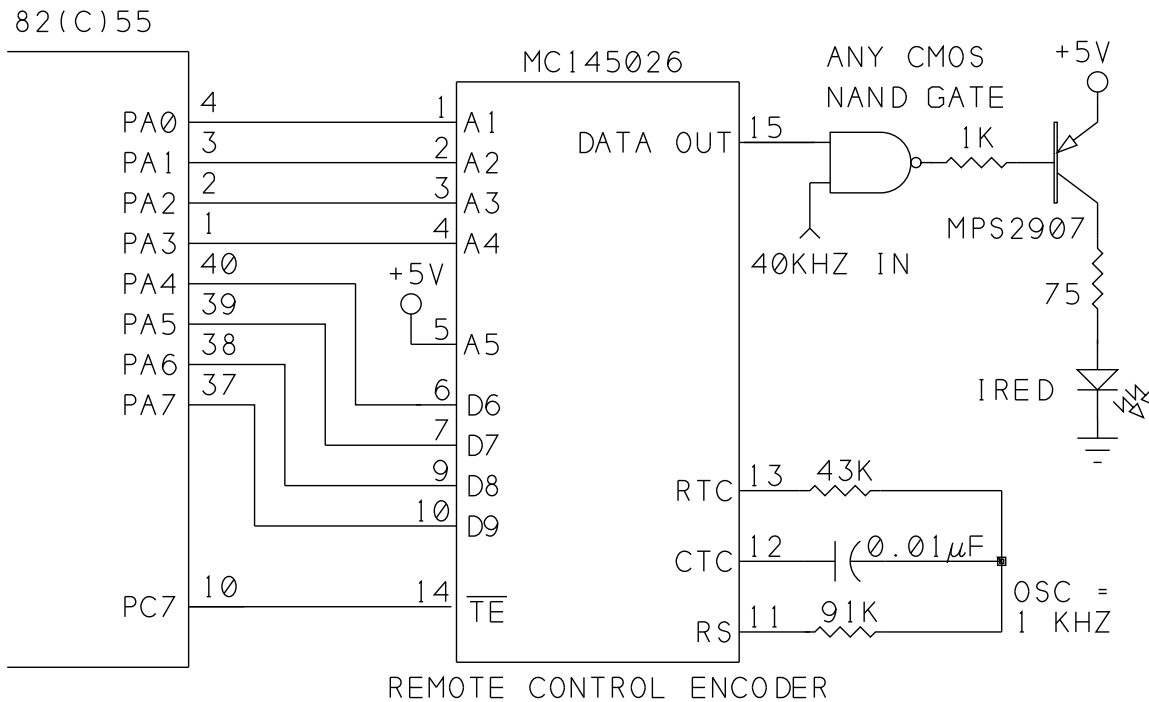 82(C)55
MC145026
ANY CMOS
NAND GATE
+5V
PA0 4 1 A1
PA1 3 2 A2
PA2 2 3 A3
PA3 1 4 A4
PA4 40
PA5 39
PA6 38
PA7 37
+5V
5 A5
6 D6
7 D7
9 D8
10 D9
PC7 10 14 TE
DATA OUT 15
40KHZ IN
1K
MPS2907
75
IRED
RTC 13 43K
CTC 12 0.01μF
RS 11 91K
OSC =
1 KHZ
REMOTE CONTROL ENCODER